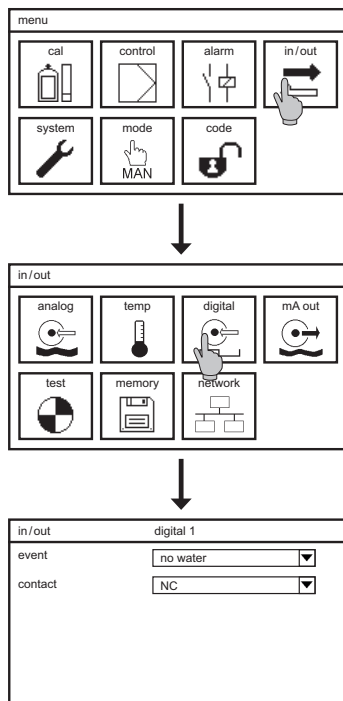 menu
cal control alarm in/out
system mode code
MAN
in/out
analog temp digital mA out
test memory network
in/out digital 1
event no water
contact NC